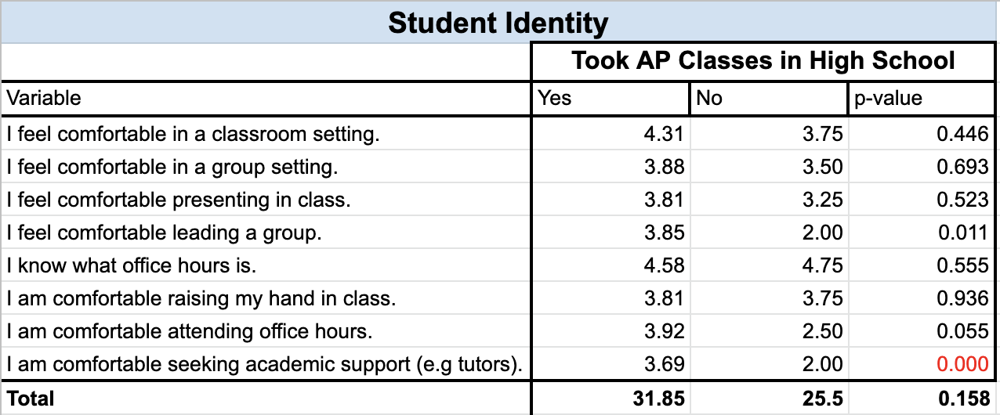 Student Identity
Took AP Classes in High School
Variable Yes No p-value
I feel comfortable in a classroom setting. 4.31 3.75 0.446
I feel comfortable in a group setting. 3.88 3.50 0.693
I feel comfortable presenting in class. 3.81 3.25 0.523
I feel comfortable leading a group. 3.85 2.00 0.011
I know what office hours is. 4.58 4.75 0.555
I am comfortable raising my hand in class. 3.81 3.75 0.936
I am comfortable attending office hours. 3.92 2.50 0.055
I am comfortable seeking academic support (e.g tutors). 3.69 2.00 0.000
Total 31.85 25.5 0.158